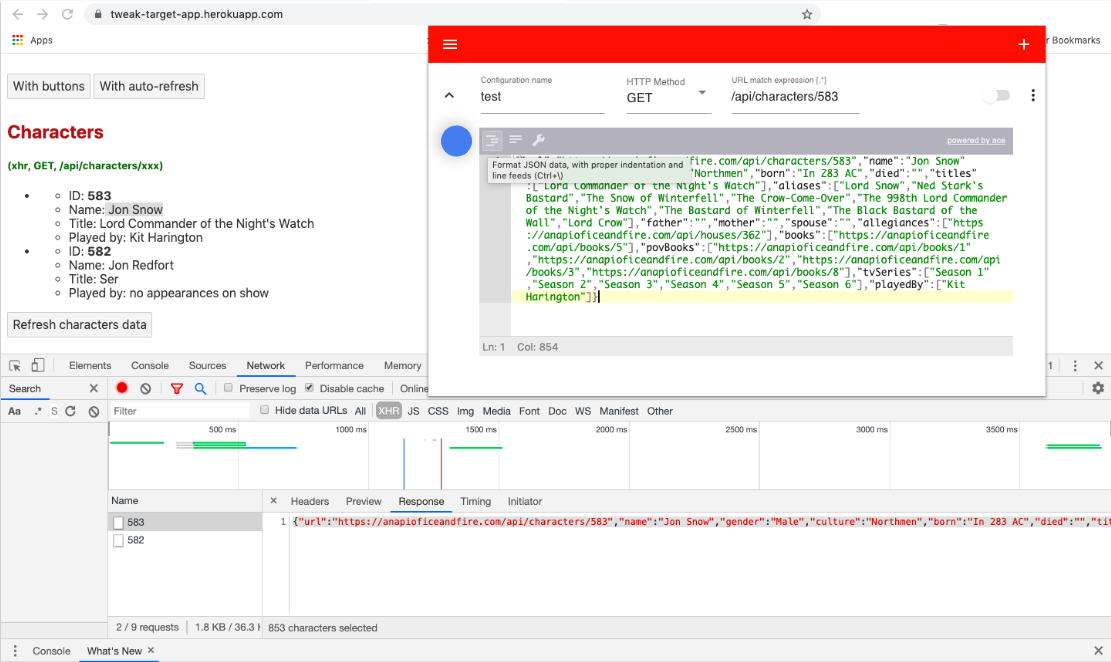 tweak-target-app.herokuapp.com
Apps
r Bookmarks
With buttons
With auto-refresh
Characters
(xhr, GET, /api/characters/xxx)
ID: 583
Name: Jon Snow
Title: Lord Commander of the Night's Watch
Played by: Kit Harington
ID: 582
Name: Jon Redfort
Title: Ser
Played by: no appearances on show
Refresh characters data
Configuration name
test
HTTP Method
GET
URL match expression [.*]
/api/characters/583
powered by ace
Format JSON data, with proper indentation and
line feeds (Ctrl+\)
andfire.com/api/characters/583","name":"Jon Snow"
"Northmen","born":"In 283 AC","died":"","titles"
:["Lord Commander of the Night's Watch"],"aliases":["Lord Snow","Ned Stark's
Bastard","The Snow of Winterfell","The Crow-Come-Over","The 998th Lord Commander
of the Night's Watch","The Bastard of Winterfell","The Black Bastard of the
Wall","Lord Crow"],"father":"","mother":"","spouse":"","allegiances":["https
://anapioficeandfire.com/api/houses/362"],"books":["https://anapioficeandfire
.com/api/books/5"],"povBooks":["https://anapioficeandfire.com/api/books/1"
,"https://anapioficeandfire.com/api/books/2","https://anapioficeandfire.com/api
/books/3","https://anapioficeandfire.com/api/books/8"],"tvSeries":["Season 1"
,"Season 2","Season 3","Season 4","Season 5","Season 6"],"playedBy":["Kit
Harington"]}
Ln: 1 Col: 854
Elements Console Sources Network Performance Memory
1
Search
Preserve log
Disable cache
Online
Aa .*
Filter
Hide data URLs
All XHR JS CSS Img Media Font Doc WS Manifest Other
500 ms 1000 ms 1500 ms 2000 ms 2500 ms 3000 ms 3500 ms
Name
Headers Preview Response Timing Initiator
583
582
1 {"url":"https://anapioficeandfire.com/api/characters/583","name":"Jon Snow","gender":"Male","culture":"Northmen","born":"In 283 AC","died":"","tit
2 / 9 requests
1.8 KB / 36.3 k
853 characters selected
Console What's New